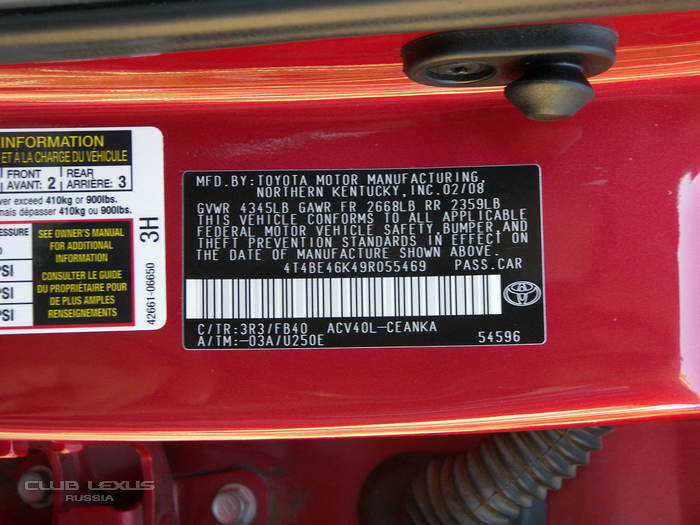 INFORMATION
ET A LA CHARGE DU VÉHICULE
FRONT
AVANT: 2
REAR
ARRIÈRE: 3
ver exceed 410kg or 900lbs.
mais dépasser 410kg ou 900lbs.
PRESSURE
PSI
PSI
SEE OWNER'S
MANUAL FOR
ADDITIONAL
INFORMATION
CONSULTER LE GUIDE
DU PROPRIÉTAIRE
POUR DE PLUS AMPLES
RENSEIGNEMENTS
42661-06650 3H
MFD.BY:TOYOTA MOTOR MANUFACTURING,
NORTHERN KENTUCKY,INC.02/08
GVWR 4345LB GAWR FR 2668LB RR 2359LB
THIS VEHICLE CONFORMS TO ALL APPLICABLE
FEDERAL MOTOR VEHICLE SAFETY,BUMPER,AND
THEFT PREVENTION STANDARDS IN EFFECT ON
THE DATE OF MANUFACTURE SHOWN ABOVE.
4T4BE46K49R055469 PASS.CAR
C/TR:3R3/FB40 ACV40L-CEANKA
A/TM:-03A/U250E 54596
CLUB LEXUS
RUSSIA